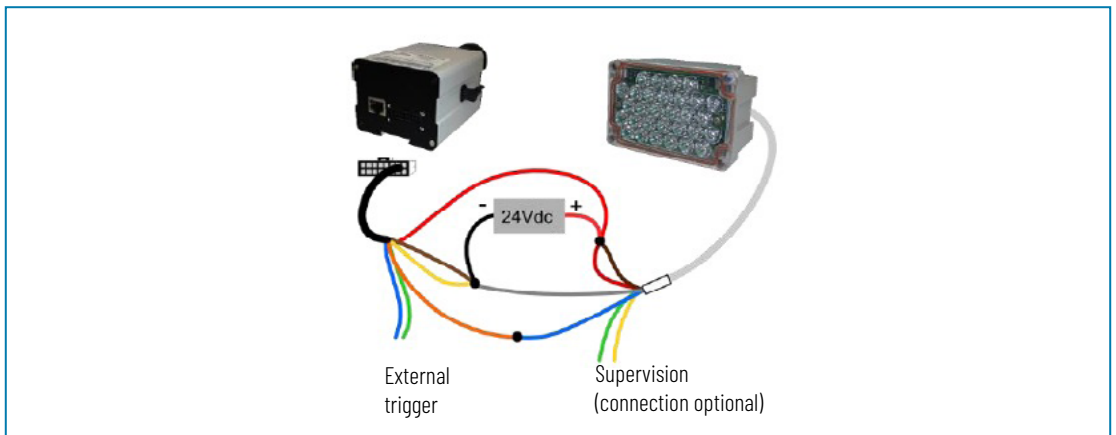 - 24Vdc +
External
trigger
Supervision
(connection optional)